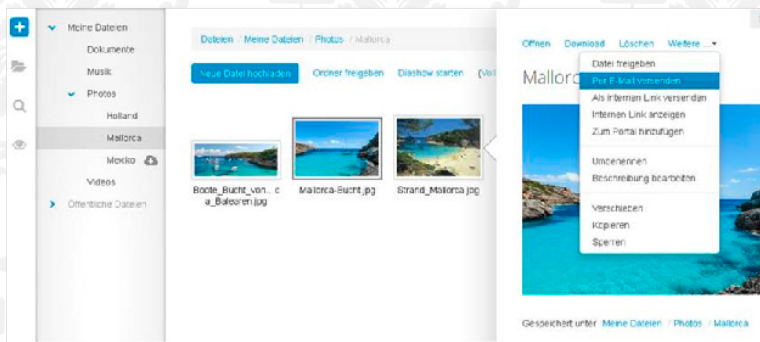 Meine Dateien
Dokumente
Musik
Photos
Holland
Mallorca
Mexiko
Videos
Öffentliche Dateien
Dateien / Meine Dateien / Photos / Mallorca
Neue Datei hochladen Ordner freigeben Diashow starten
Boote_Bucht_von... c
a_Balearen.jpg
Mallorca-Bucht.jpg
Strand_Mallorca.jpg
Öffnen Download Löschen Weitere ...
Datei freigeben
Per E-Mail versenden
Als internen Link versenden
Internen Link anzeigen
Zum Portal hinzufügen
Umbenennen
Beschreibung bearbeiten
Verschieben
Kopieren
Sperren
Gespeichert unter Meine Dateien / Photos / Mallorca